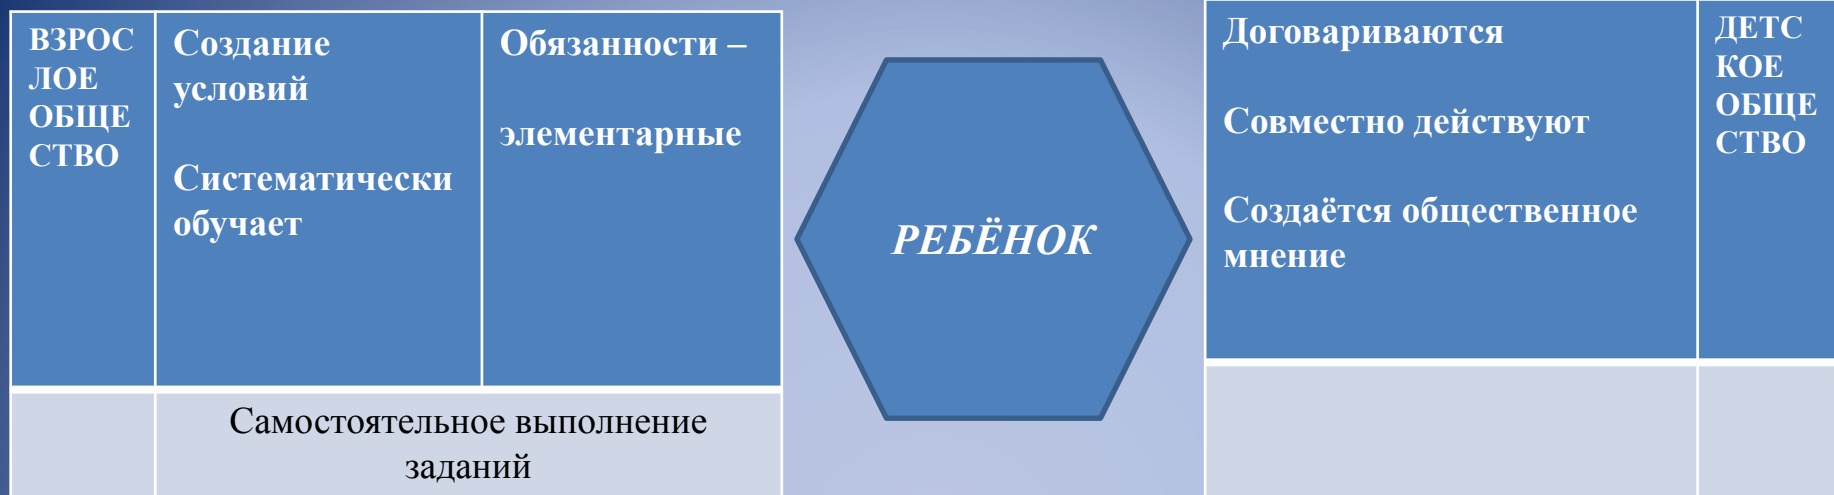 ВЗРОС
ЛОЕ
ОБЩЕ
СТВО
Создание
условий
Систематически
обучает
Обязанности –
элементарные
Самостоятельное выполнение
заданий
РЕБЁНОК
Договариваются
Совместно действуют
Создаётся общественное
мнение
ДЕТС
КОЕ
ОБЩЕ
СТВО